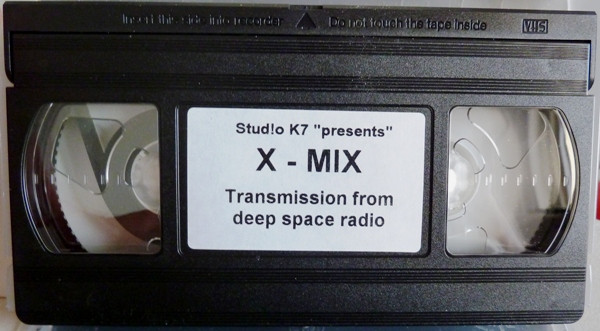 Insert this side into recorder Do not touch the tape inside VHS
Stud!o K7 "presents"
X - MIX
Transmission from
deep space radio